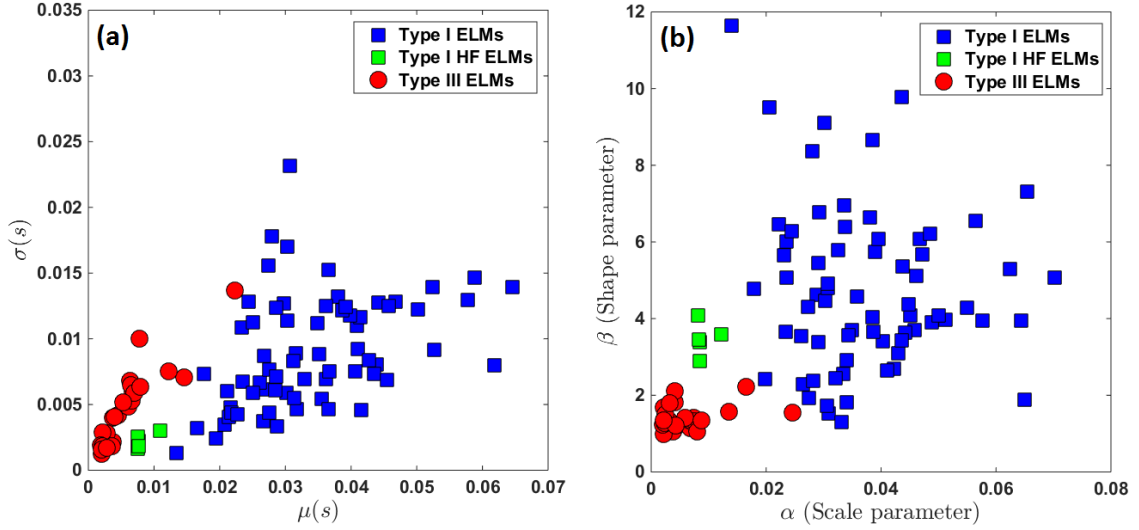 (a)
Type I ELMs
Type I HF ELMs
Type III ELMs
σ(s)
0.035
0.03
0.025
0.02
0.015
0.01
0.005
0
0 0.01 0.02 0.03 0.04 0.05 0.06 0.07
μ(s)
(b)
Type I ELMs
Type I HF ELMs
Type III ELMs
β (Shape parameter)
12
10
8
6
4
2
0
0 0.02 0.04 0.06 0.08
α (Scale parameter)